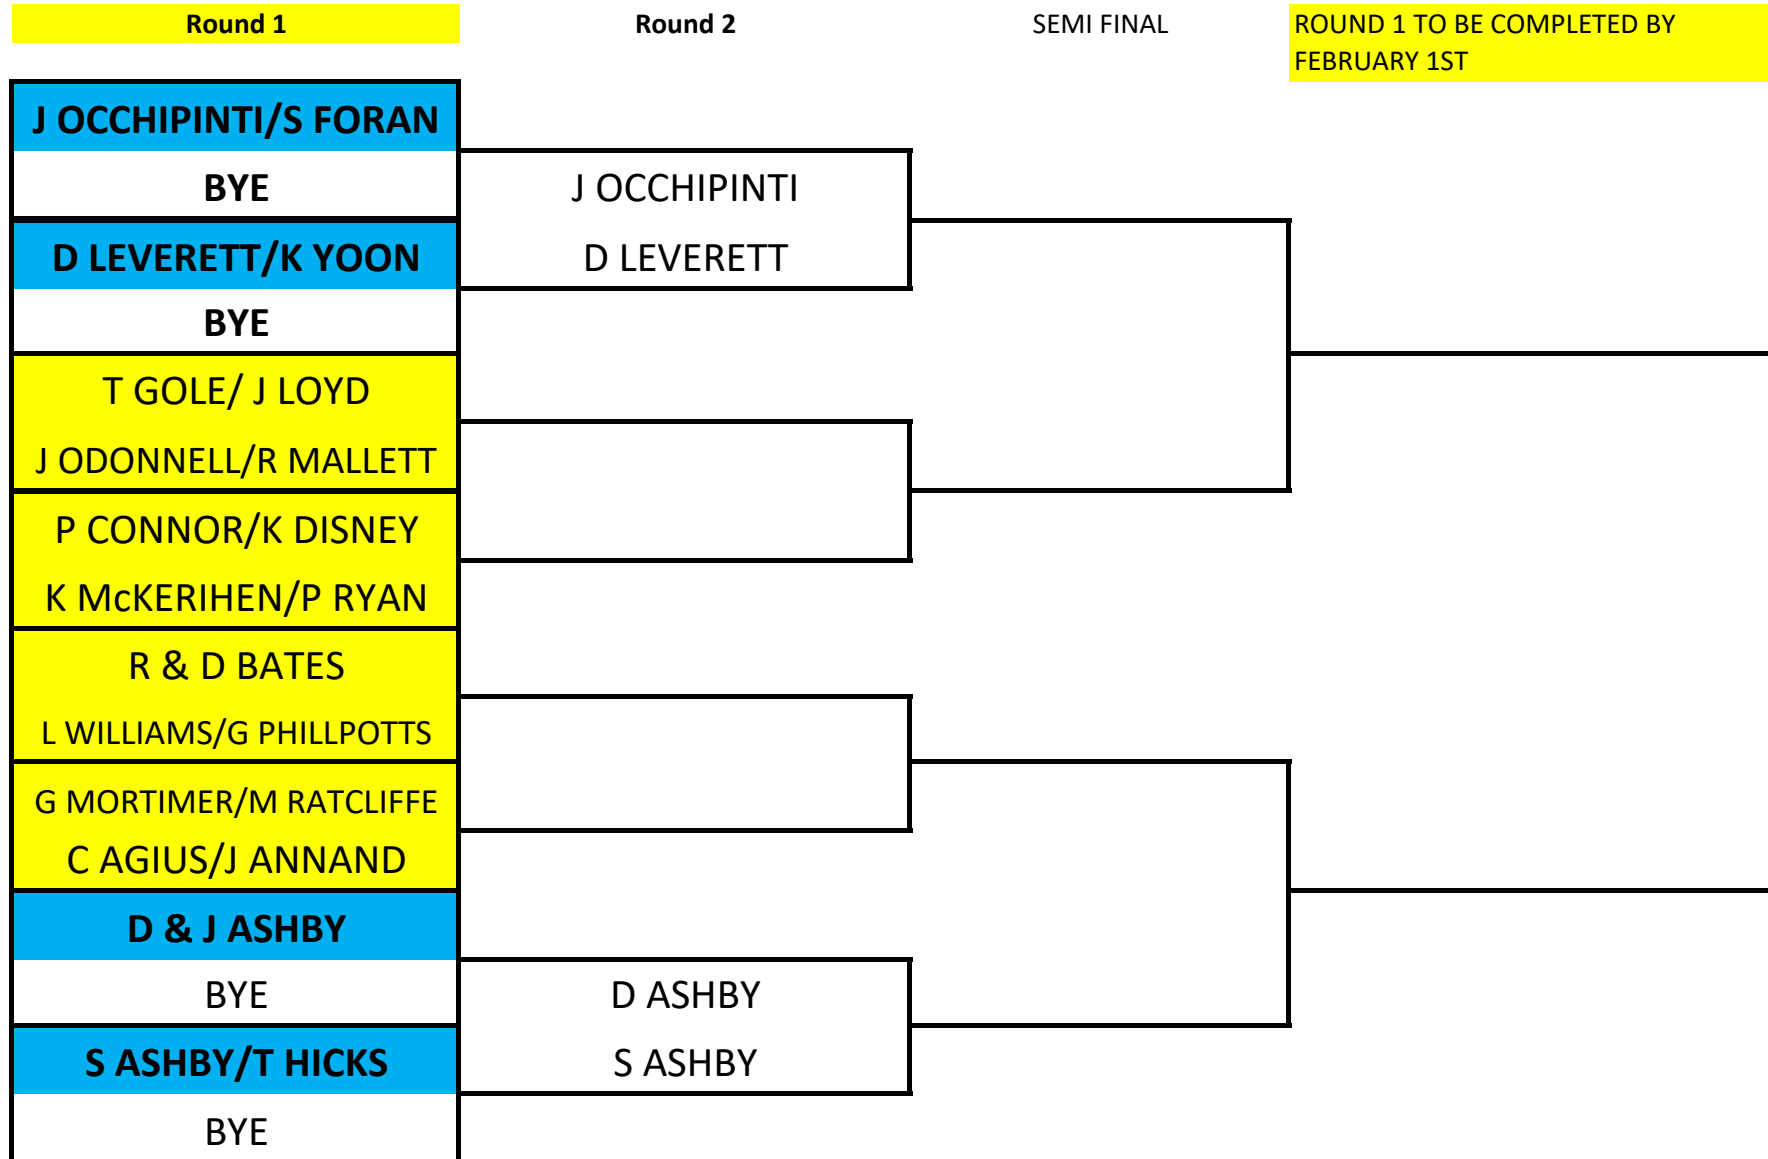 Round 1
Round 2
SEMI FINAL
ROUND 1 TO BE COMPLETED BY
FEBRUARY 1ST
J OCCHIPINTI/S FORAN
BYE
J OCCHIPINTI
D LEVERETT/K YOON
D LEVERETT
BYE
T GOLE/ J LOYD
J ODONNELL/R MALLETT
P CONNOR/K DISNEY
K McKERIHEN/P RYAN
R & D BATES
L WILLIAMS/G PHILLPOTTS
G MORTIMER/M RATCLIFFE
C AGIUS/J ANNAND
D & J ASHBY
BYE
D ASHBY
S ASHBY/T HICKS
S ASHBY
BYE